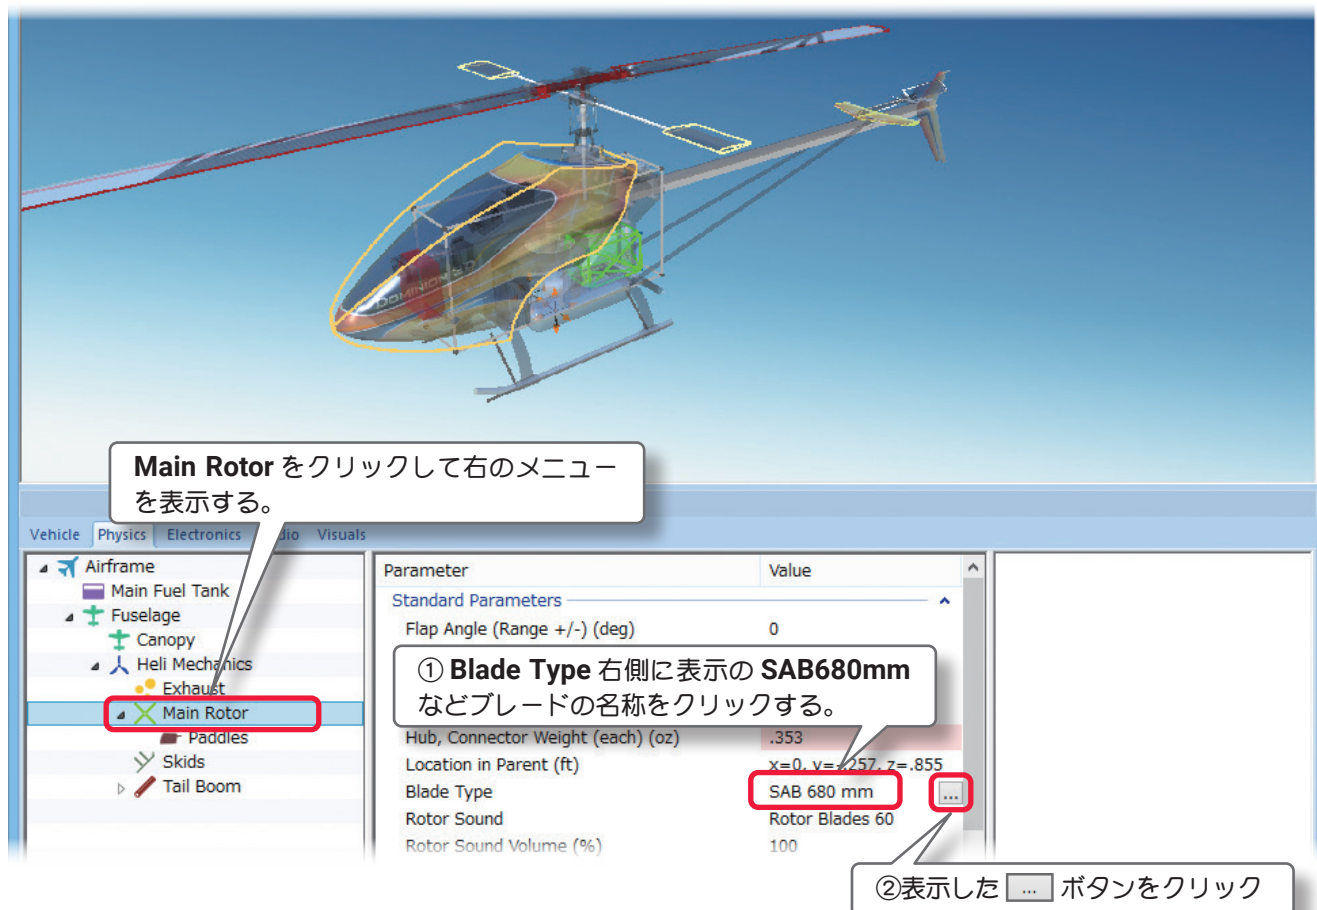 DOMINION 3D
Main Rotor をクリックして右のメニュー
を表示する。
Vehicle Physics Electronics dio Visuals
Airframe
Main Fuel Tank
Fuselage
Canopy
Heli Mechanics
Exhaust
Main Rotor
Paddles
Skids
Tail Boom
Parameter Value
Standard Parameters
Flap Angle (Range +/-) (deg) 0
① Blade Type 右側に表示の SAB680mm
などブレードの名称をクリックする。
Hub, Connector Weight (each) (oz) .353
Location in Parent (ft) x=0, y=-.257, z=.855
Blade Type SAB 680 mm ...
Rotor Sound Rotor Blades 60
Rotor Sound Volume (%) 100
②表示した ... ボタンをクリック